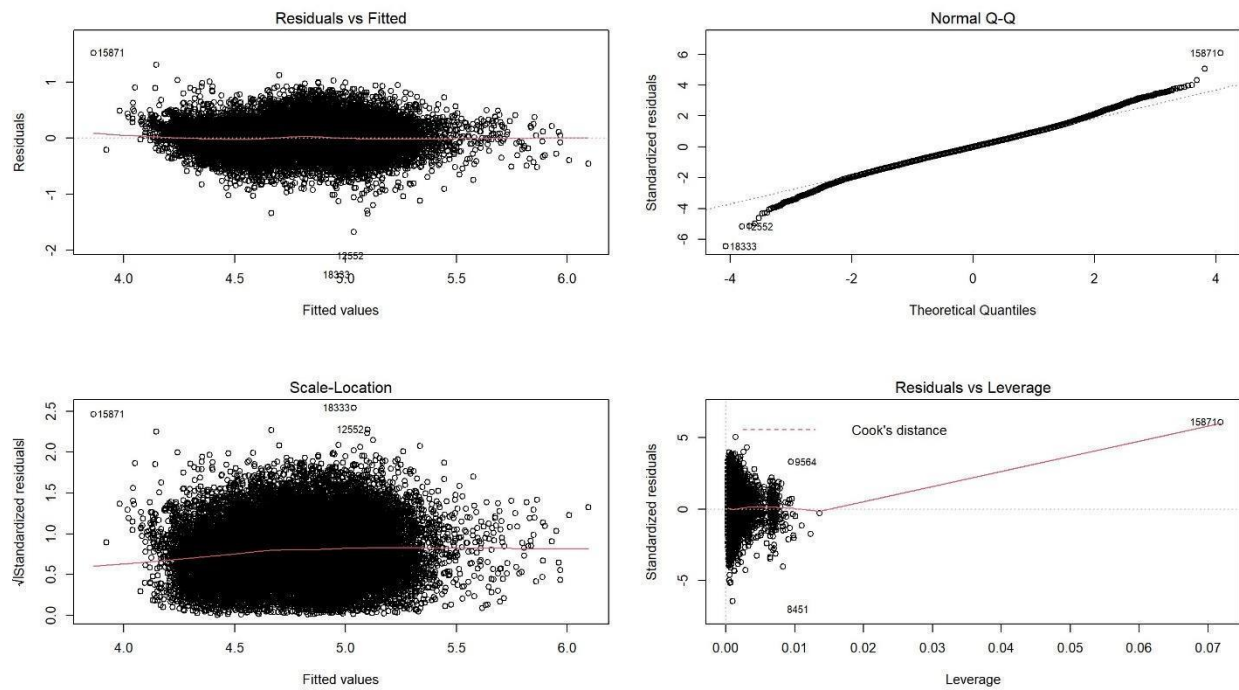 Residuals vs Fitted
15871
1
0
-1
-2
Residuals
12552
18333
4.0 4.5 5.0 5.5 6.0
Fitted values
Normal Q-Q
15871
6
4
2
0
-2
-4
-6
Standardized residuals
12552
18333
-4 -2 0 2 4
Theoretical Quantiles
Scale-Location
15871
18333
12552
2.5
2.0
1.5
1.0
0.5
0.0
√|Standardized residuals|
4.0 4.5 5.0 5.5 6.0
Fitted values
Residuals vs Leverage
15871
Cook's distance
9564
5
0
-5
Standardized residuals
8451
0.00 0.01 0.02 0.03 0.04 0.05 0.06 0.07
Leverage